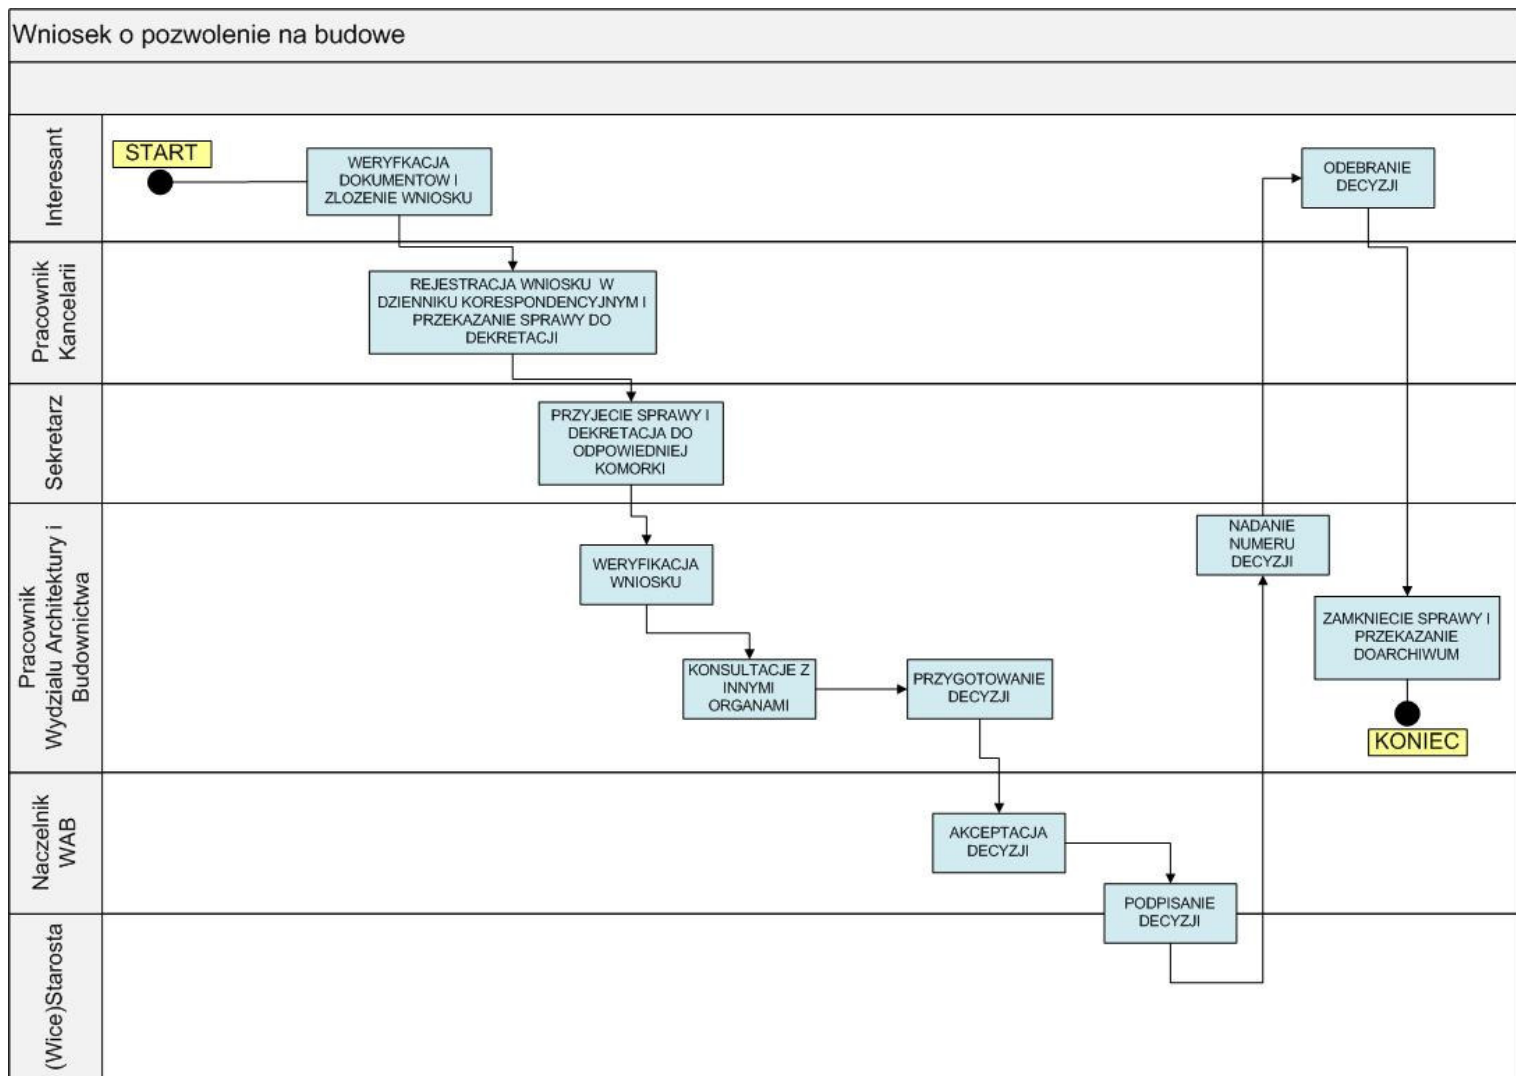 Wniosek o pozwolenie na budowe
Interesant
START
WERYFKACJA
DOKUMENTOW I
ZLOZENIE WNIOSKU
ODEBRANIE
DECYZJI
Pracownik
Kancelarii
REJESTRACJA WNIOSKU W
DZIENNIKU KORESPONDENCYJNYM I
PRZEKAZANIE SPRAWY DO
DEKRETACJI
Sekretarz
PRZYJECIE SPRAWY I
DEKRETACJA DO
ODPOWIEDNIEJ
KOMORKI
Pracownik
Wydzialu Architektury i
Budownictwa
WERYFIKACJA
WNIOSKU
KONSULTACJE Z
INNYMI
ORGANAMI
PRZYGOTOWANIE
DECYZJI
NADANIE
NUMERU
DECYZJI
ZAMKNIECIE SPRAWY I
PRZEKAZANIE
DOARCHIWUM
KONIEC
Naczelnik
WAB
AKCEPTACJA
DECYZJI
PODPISANIE
DECYZJI
(Wice)Starosta